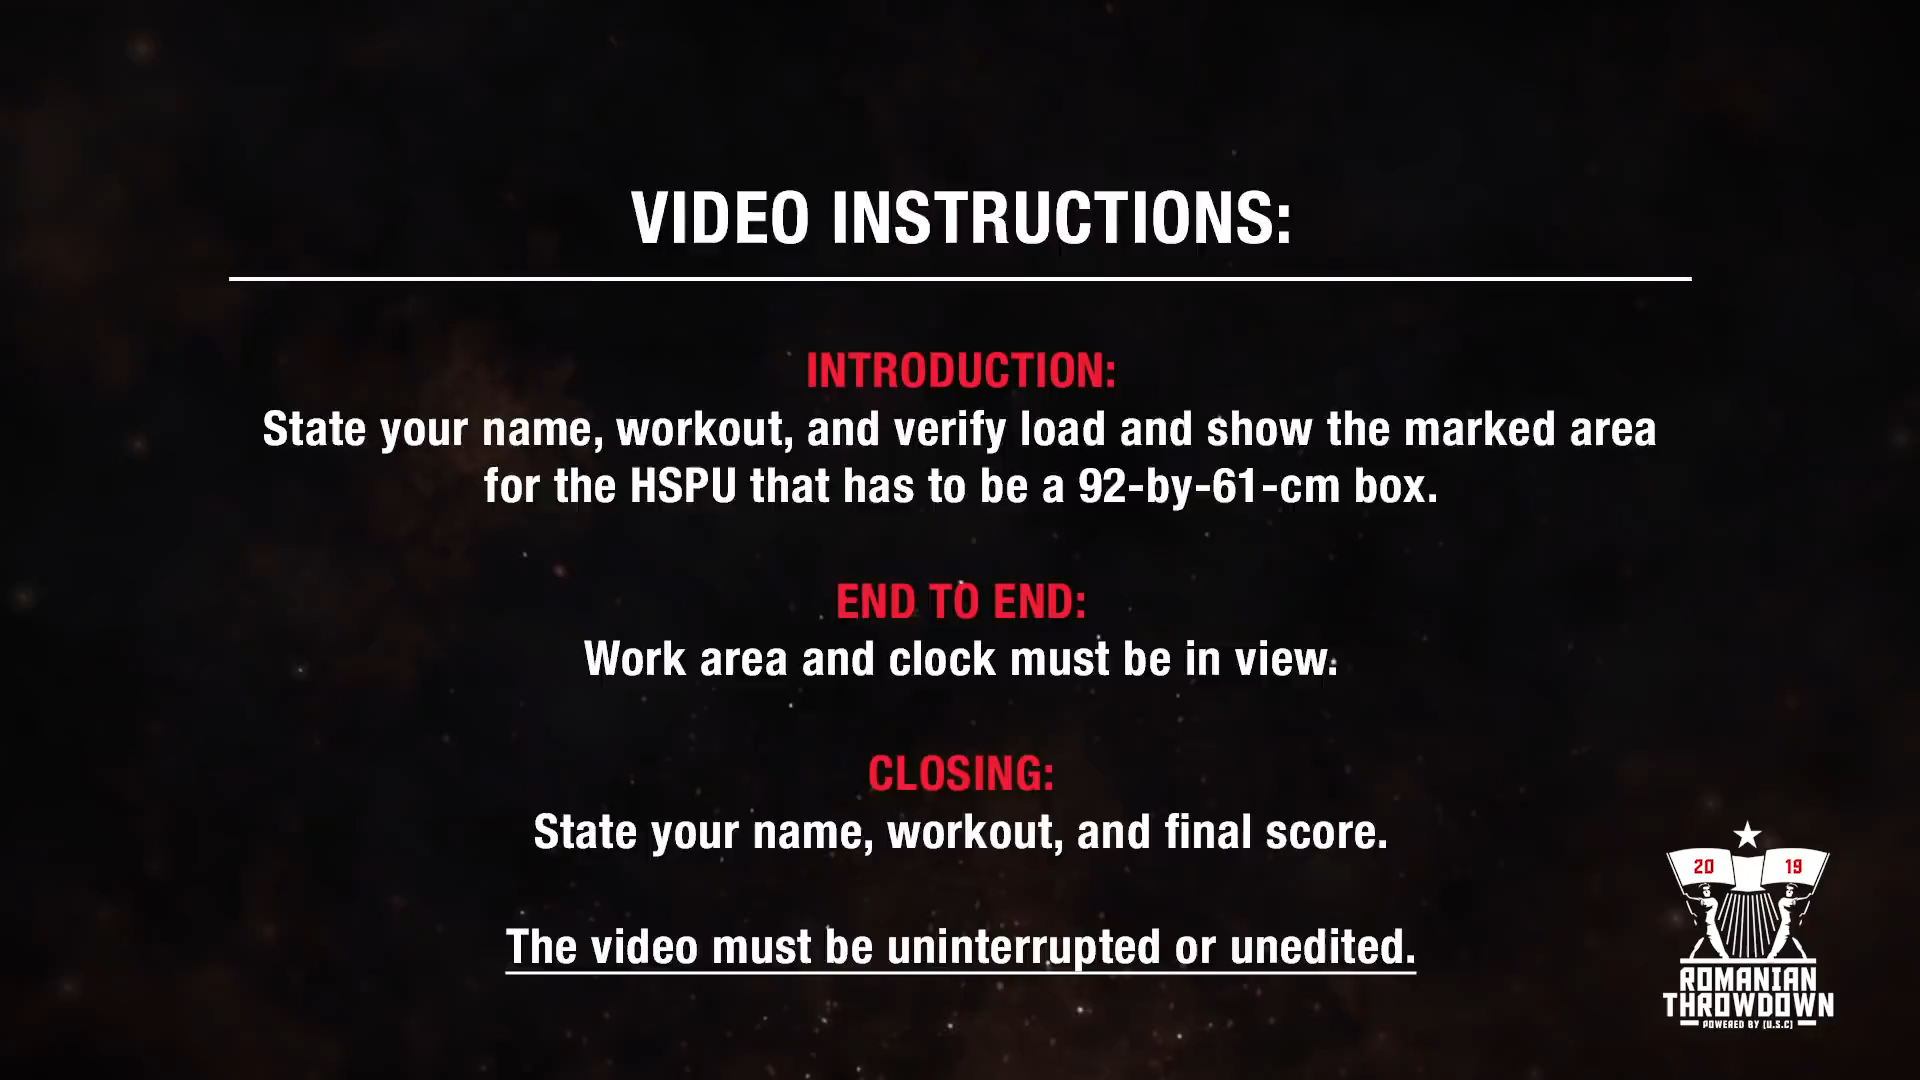 VIDEO INSTRUCTIONS:
INTRODUCTION:
State your name, workout, and verify load and show the marked area
for the HSPU that has to be a 92-by-61-cm box.
END TO END:
Work area and clock must be in view.
CLOSING:
State your name, workout, and final score.
The video must be uninterrupted or unedited.
20 19
ROMANIAN
THROWDOWN
POWERED BY [U.S.C]